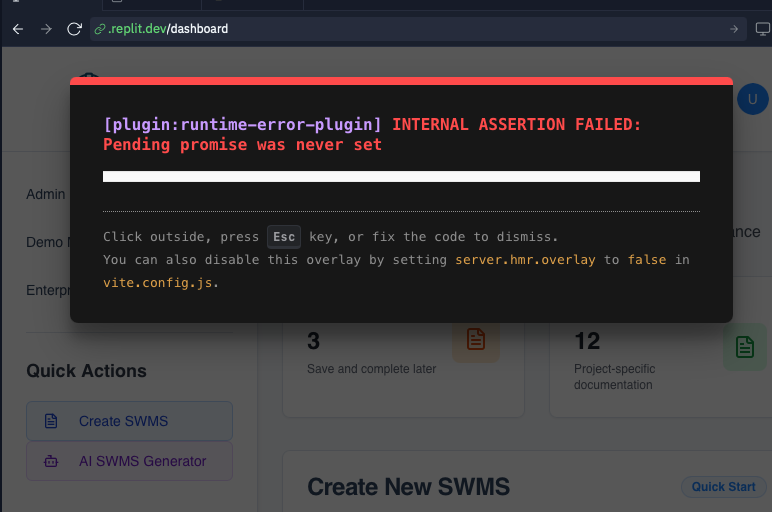 .replit.dev/dashboard
U
[plugin:runtime-error-plugin] INTERNAL ASSERTION FAILED:
Pending promise was never set
Click outside, press Esc key, or fix the code to dismiss.
You can also disable this overlay by setting server.hmr.overlay to false in
vite.config.js.
Admin
Demo
Enterpr
ance
Quick Actions
Create SWMS
AI SWMS Generator
3
Save and complete later
12
Project-specific
documentation
Create New SWMS
Quick Start